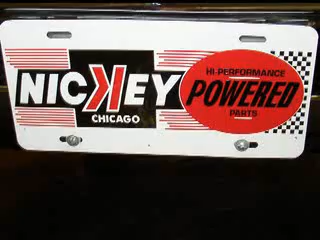 NICKEY
CHICAGO
HI-PERFORMANCE
POWERED
PARTS